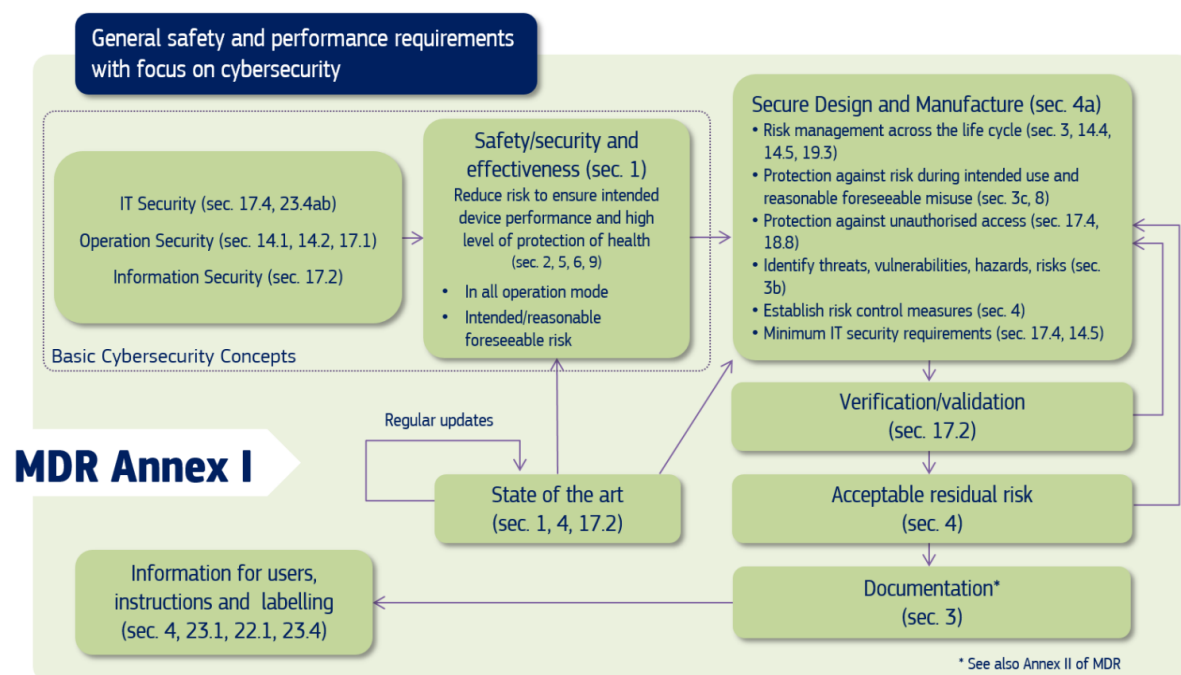 General safety and performance requirements
with focus on cybersecurity
IT Security (sec. 17.4, 23.4ab)
Operation Security (sec. 14.1, 14.2, 17.1)
Information Security (sec. 17.2)
Basic Cybersecurity Concepts
Safety/security and
effectiveness (sec. 1)
Reduce risk to ensure intended
device performance and high
level of protection of health
(sec. 2, 5, 6, 9)
• In all operation mode
• Intended/reasonable
foreseeable risk
Secure Design and Manufacture (sec. 4a)
• Risk management across the life cycle (sec. 3, 14.4,
14.5, 19.3)
• Protection against risk during intended use and
reasonable foreseeable misuse (sec. 3c, 8)
• Protection against unauthorised access (sec. 17.4,
18.8)
• Identify threats, vulnerabilities, hazards, risks (sec.
3b)
• Establish risk control measures (sec. 4)
• Minimum IT security requirements (sec. 17.4, 14.5)
Verification/validation
(sec. 17.2)
Regular updates
MDR Annex I
State of the art
(sec. 1, 4, 17.2)
Acceptable residual risk
(sec. 4)
Information for users,
instructions and labelling
(sec. 4, 23.1, 22.1, 23.4)
Documentation*
(sec. 3)
* See also Annex II of MDR